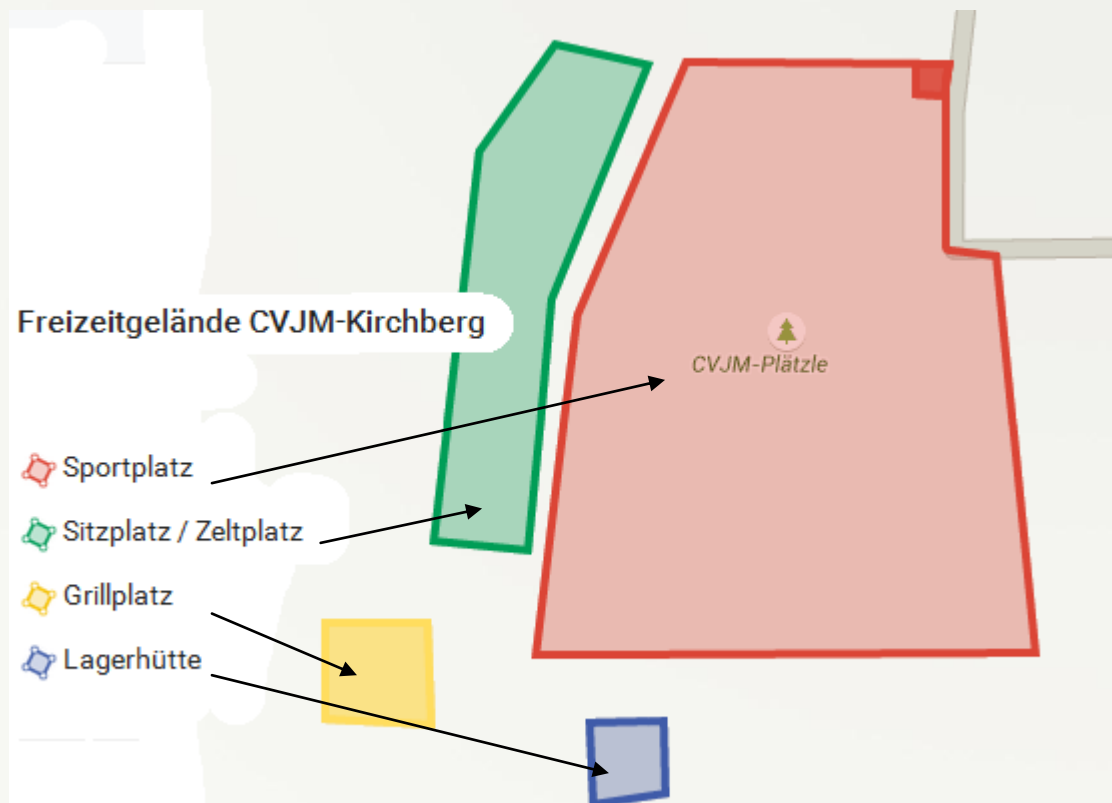 Freizeitgelände CVJM-Kirchberg
CVJM-Plätzle
Sportplatz
Sitzplatz / Zeltplatz
Grillplatz
Lagerhütte